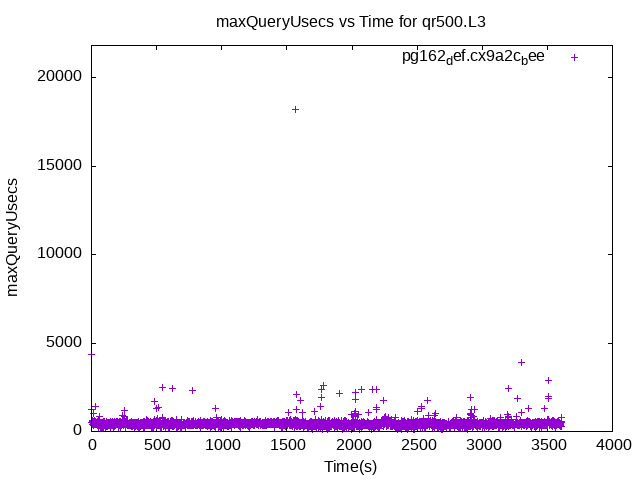 maxQueryUsecs vs Time for qr500.L3
pg162def.cx9a2cbee
20000
15000
10000
5000
0
maxQueryUsecs
0 500 1000 1500 2000 2500 3000 3500 4000
Time(s)